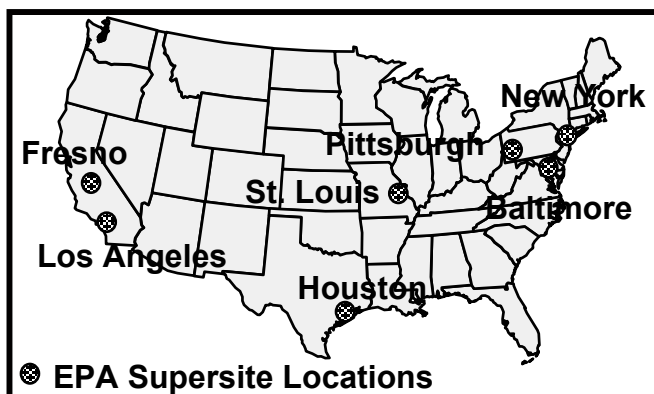 New York
Pittsburgh
Fresno
St. Louis
Baltimore
Los Angeles
Houston
EPA Supersite Locations